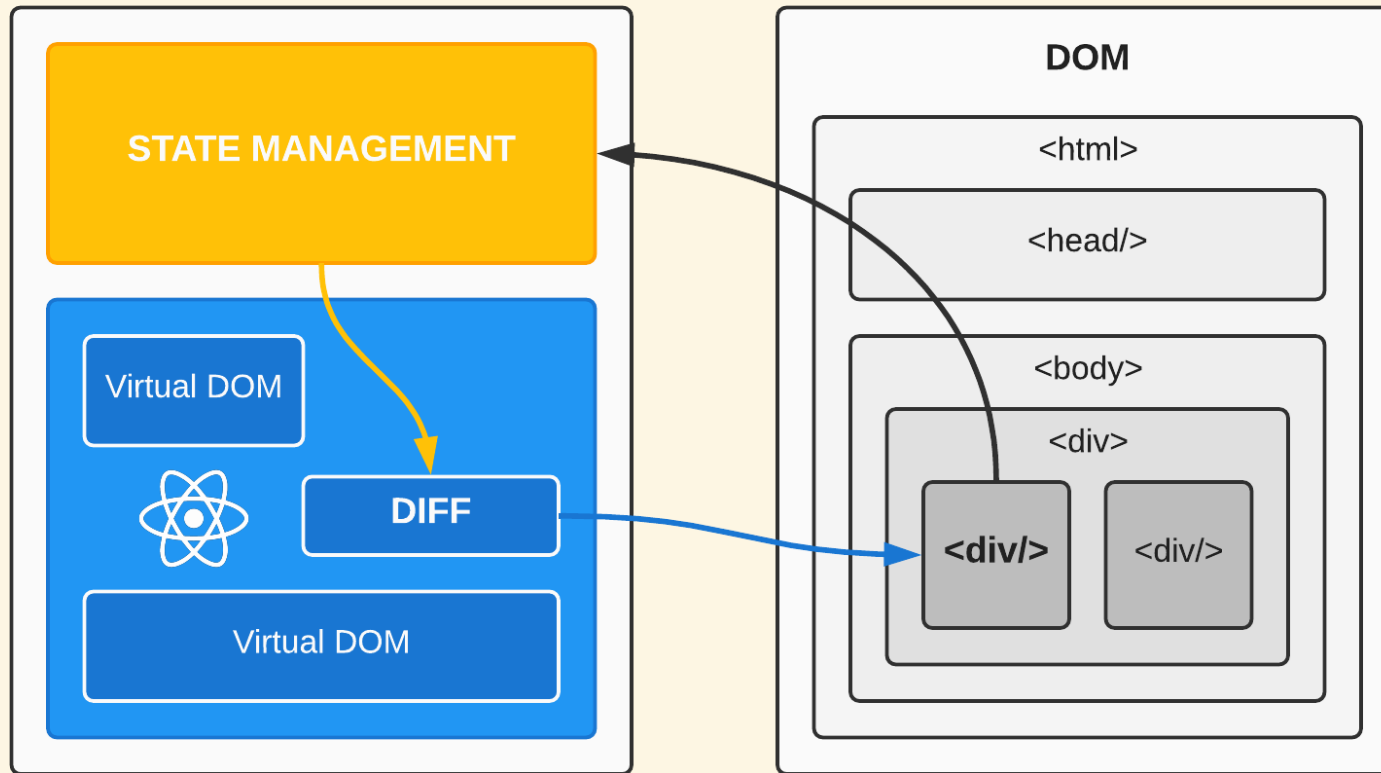 STATE MANAGEMENT
Virtual DOM
DIFF
Virtual DOM
DOM
<html>
<head/>
<body>
<div>
<div/>
<div/>